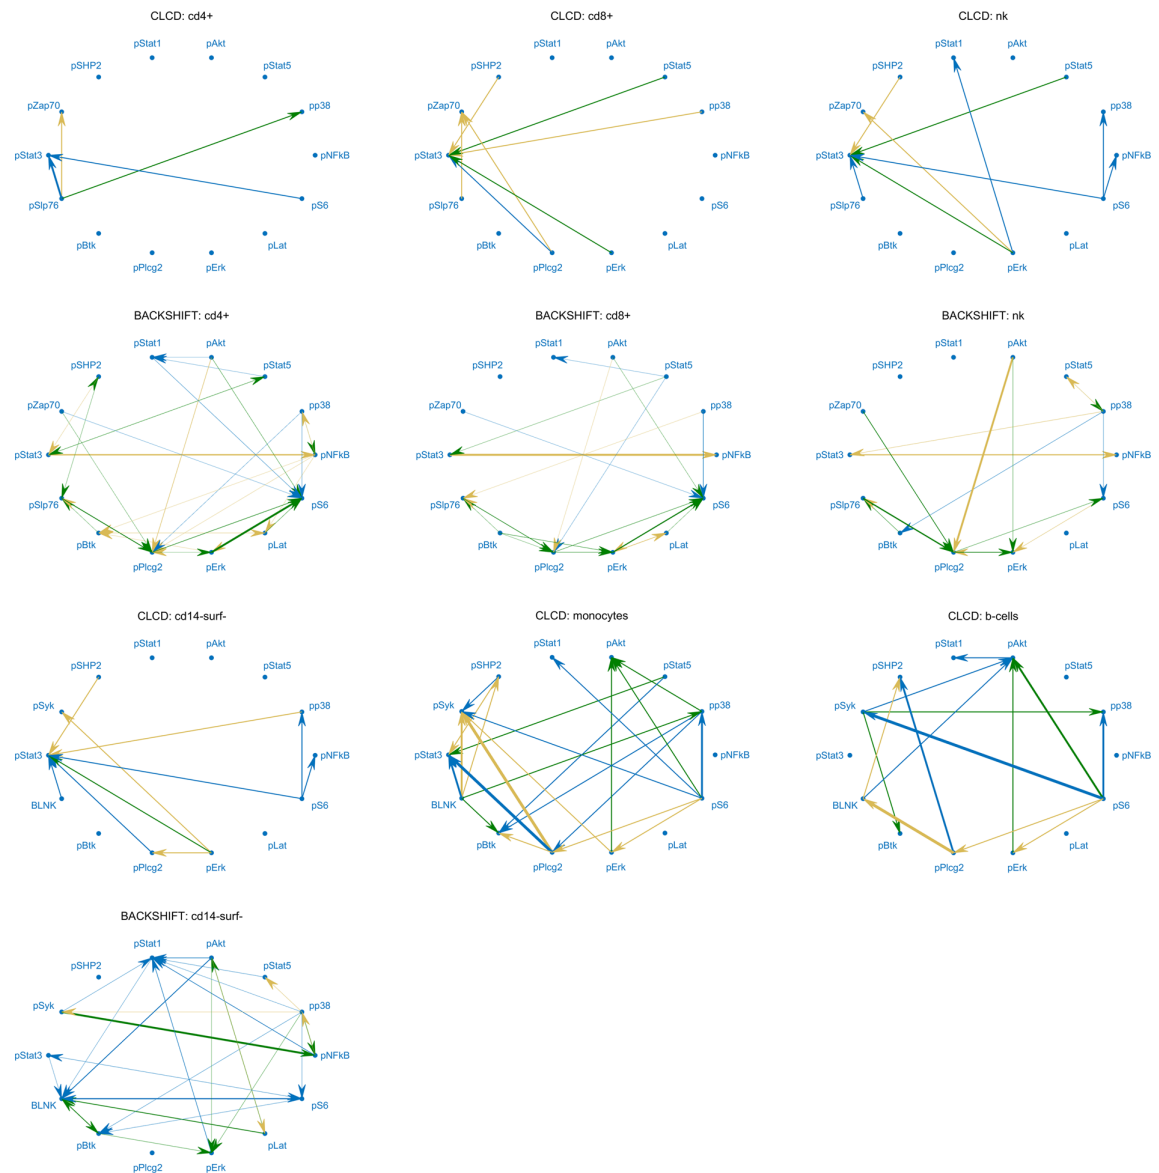 CLCD: cd4+
pStat1
pAkt
pSHP2
pStat5
pZap70
pp38
pStat3
pNFkB
pSlp76
pS6
pBtk
pLat
pPlcg2
pErk
CLCD: cd8+
pStat1
pAkt
pSHP2
pStat5
pZap70
pp38
pStat3
pNFkB
pSlp76
pS6
pBtk
pLat
pPlcg2
pErk
CLCD: nk
pStat1
pAkt
pSHP2
pStat5
pZap70
pp38
pStat3
pNFkB
pSlp76
pS6
pBtk
pLat
pPlcg2
pErk
BACKSHIFT: cd4+
pStat1
pAkt
pSHP2
pStat5
pZap70
pp38
pStat3
pNFkB
pSlp76
pS6
pBtk
pLat
pPlcg2
pErk
BACKSHIFT: cd8+
pStat1
pAkt
pSHP2
pStat5
pZap70
pp38
pStat3
pNFkB
pSlp76
pS6
pBtk
pLat
pPlcg2
pErk
BACKSHIFT: nk
pStat1
pAkt
pSHP2
pStat5
pZap70
pp38
pStat3
pNFkB
pSlp76
pS6
pBtk
pLat
pPlcg2
pErk
CLCD: cd14-surf-
pStat1
pAkt
pSHP2
pStat5
pSyk
pp38
pStat3
pNFkB
BLNK
pS6
pBtk
pLat
pPlcg2
pErk
CLCD: monocytes
pStat1
pAkt
pSHP2
pStat5
pSyk
pp38
pStat3
pNFkB
BLNK
pS6
pBtk
pLat
pPlcg2
pErk
CLCD: b-cells
pStat1
pAkt
pSHP2
pStat5
pSyk
pp38
pStat3
pNFkB
BLNK
pS6
pBtk
pLat
pPlcg2
pErk
BACKSHIFT: cd14-surf-
pStat1
pAkt
pSHP2
pStat5
pSyk
pp38
pStat3
pNFkB
BLNK
pS6
pBtk
pLat
pPlcg2
pErk